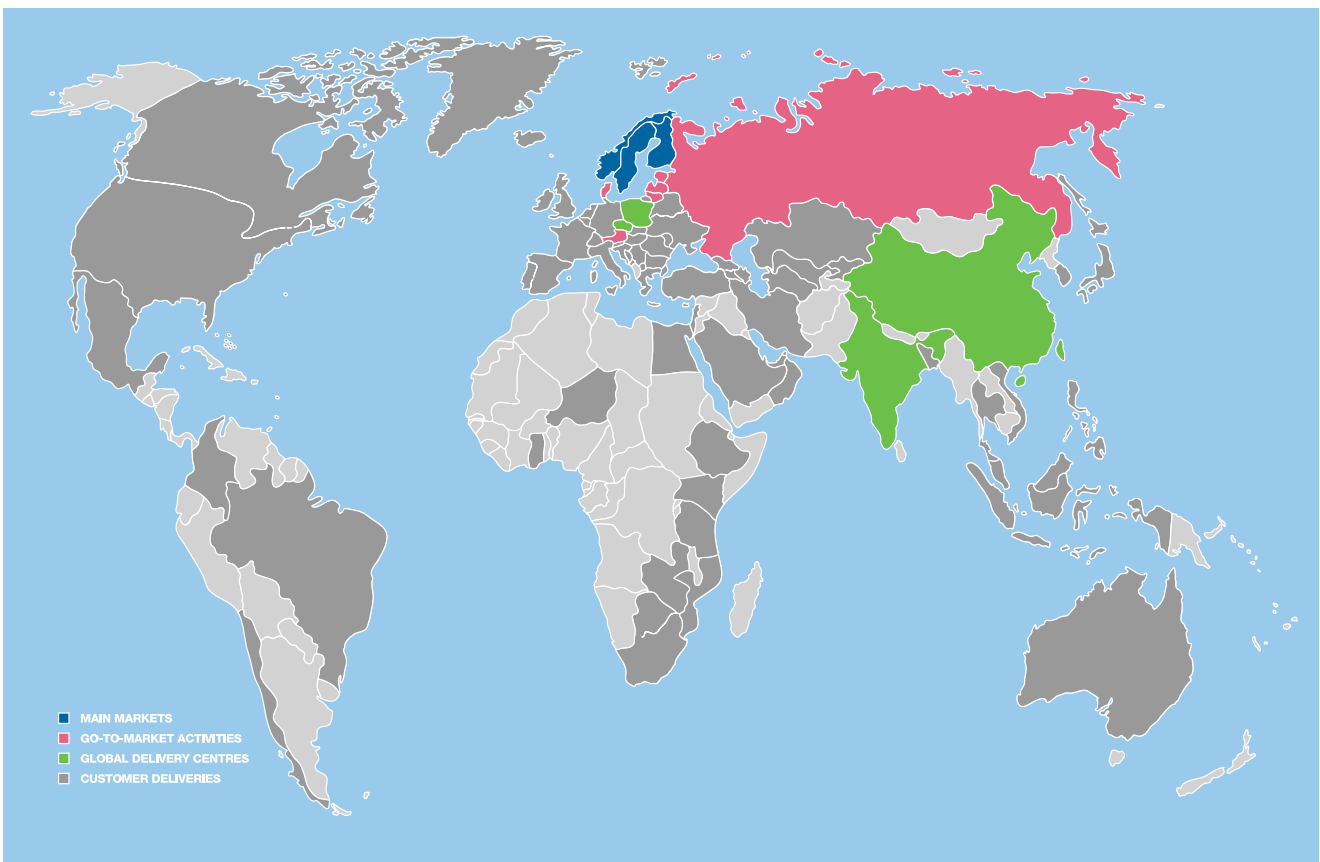 MAIN MARKETS
GO-TO-MARKET ACTIVITIES
GLOBAL DELIVERY CENTRES
CUSTOMER DELIVERIES